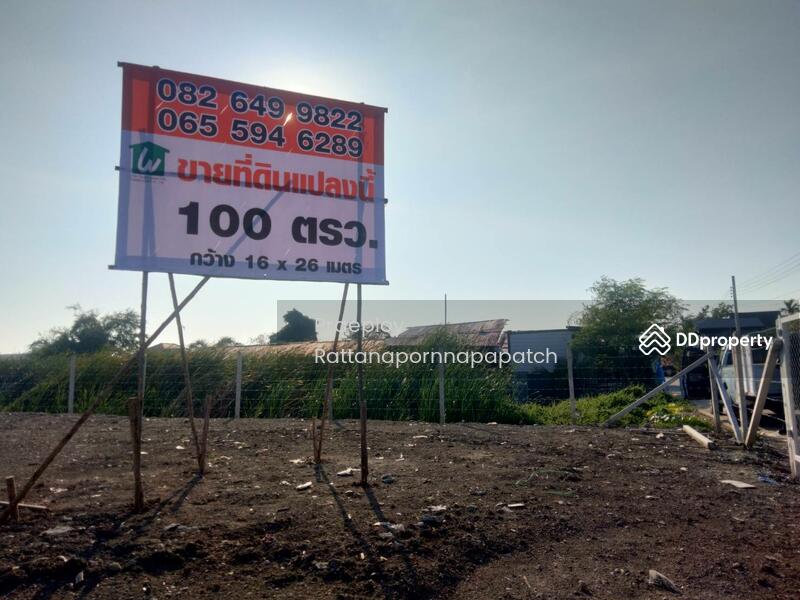 082 649 9822
065 594 6289
ขายที่ดินแปลงนี้
100 ตรว.
กว้าง 16 x 26 เมตร
Praeploy
Rattanapornnapapatch
DDproperty